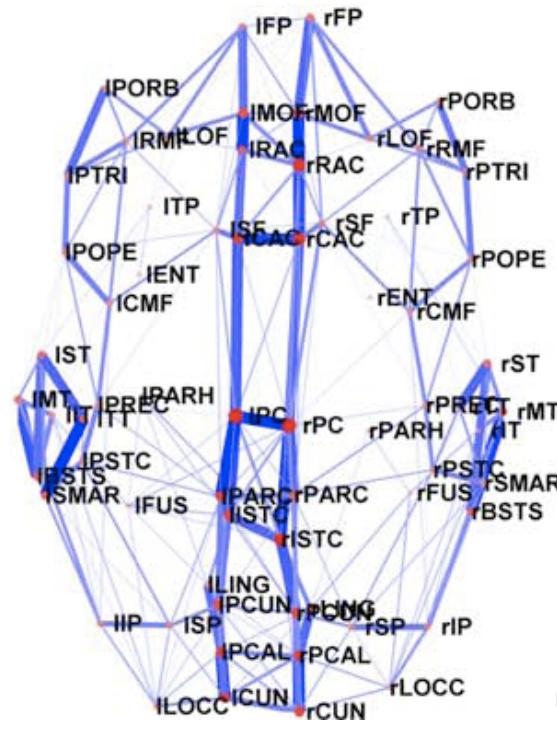 lFP
rFP
lPORB
rPORB
lMOF
rMOF
lRMF
lLOF
rLOF
rRMF
lRAC
rRAC
lPTRI
rPTRI
lTP
rTP
lSF
rSF
lCAC
rCAC
lPOPE
rPOPE
lENT
rENT
lCMF
rCMF
lST
rST
lMT
lPREC
lPARH
rPREC
rMT
lIT
lTT
lPC
rPC
rPARH
rIT
lPSTC
rPSTC
lBSTS
lSMAR
rSMAR
lFUS
lPARC
rPARC
rFUS
rBSTS
lISTC
rISTC
lLING
rLING
lPCUN
rPCUN
lIP
lSP
rSP
rIP
lPCAL
rPCAL
rLOCC
lLOCC
lCUN
rCUN